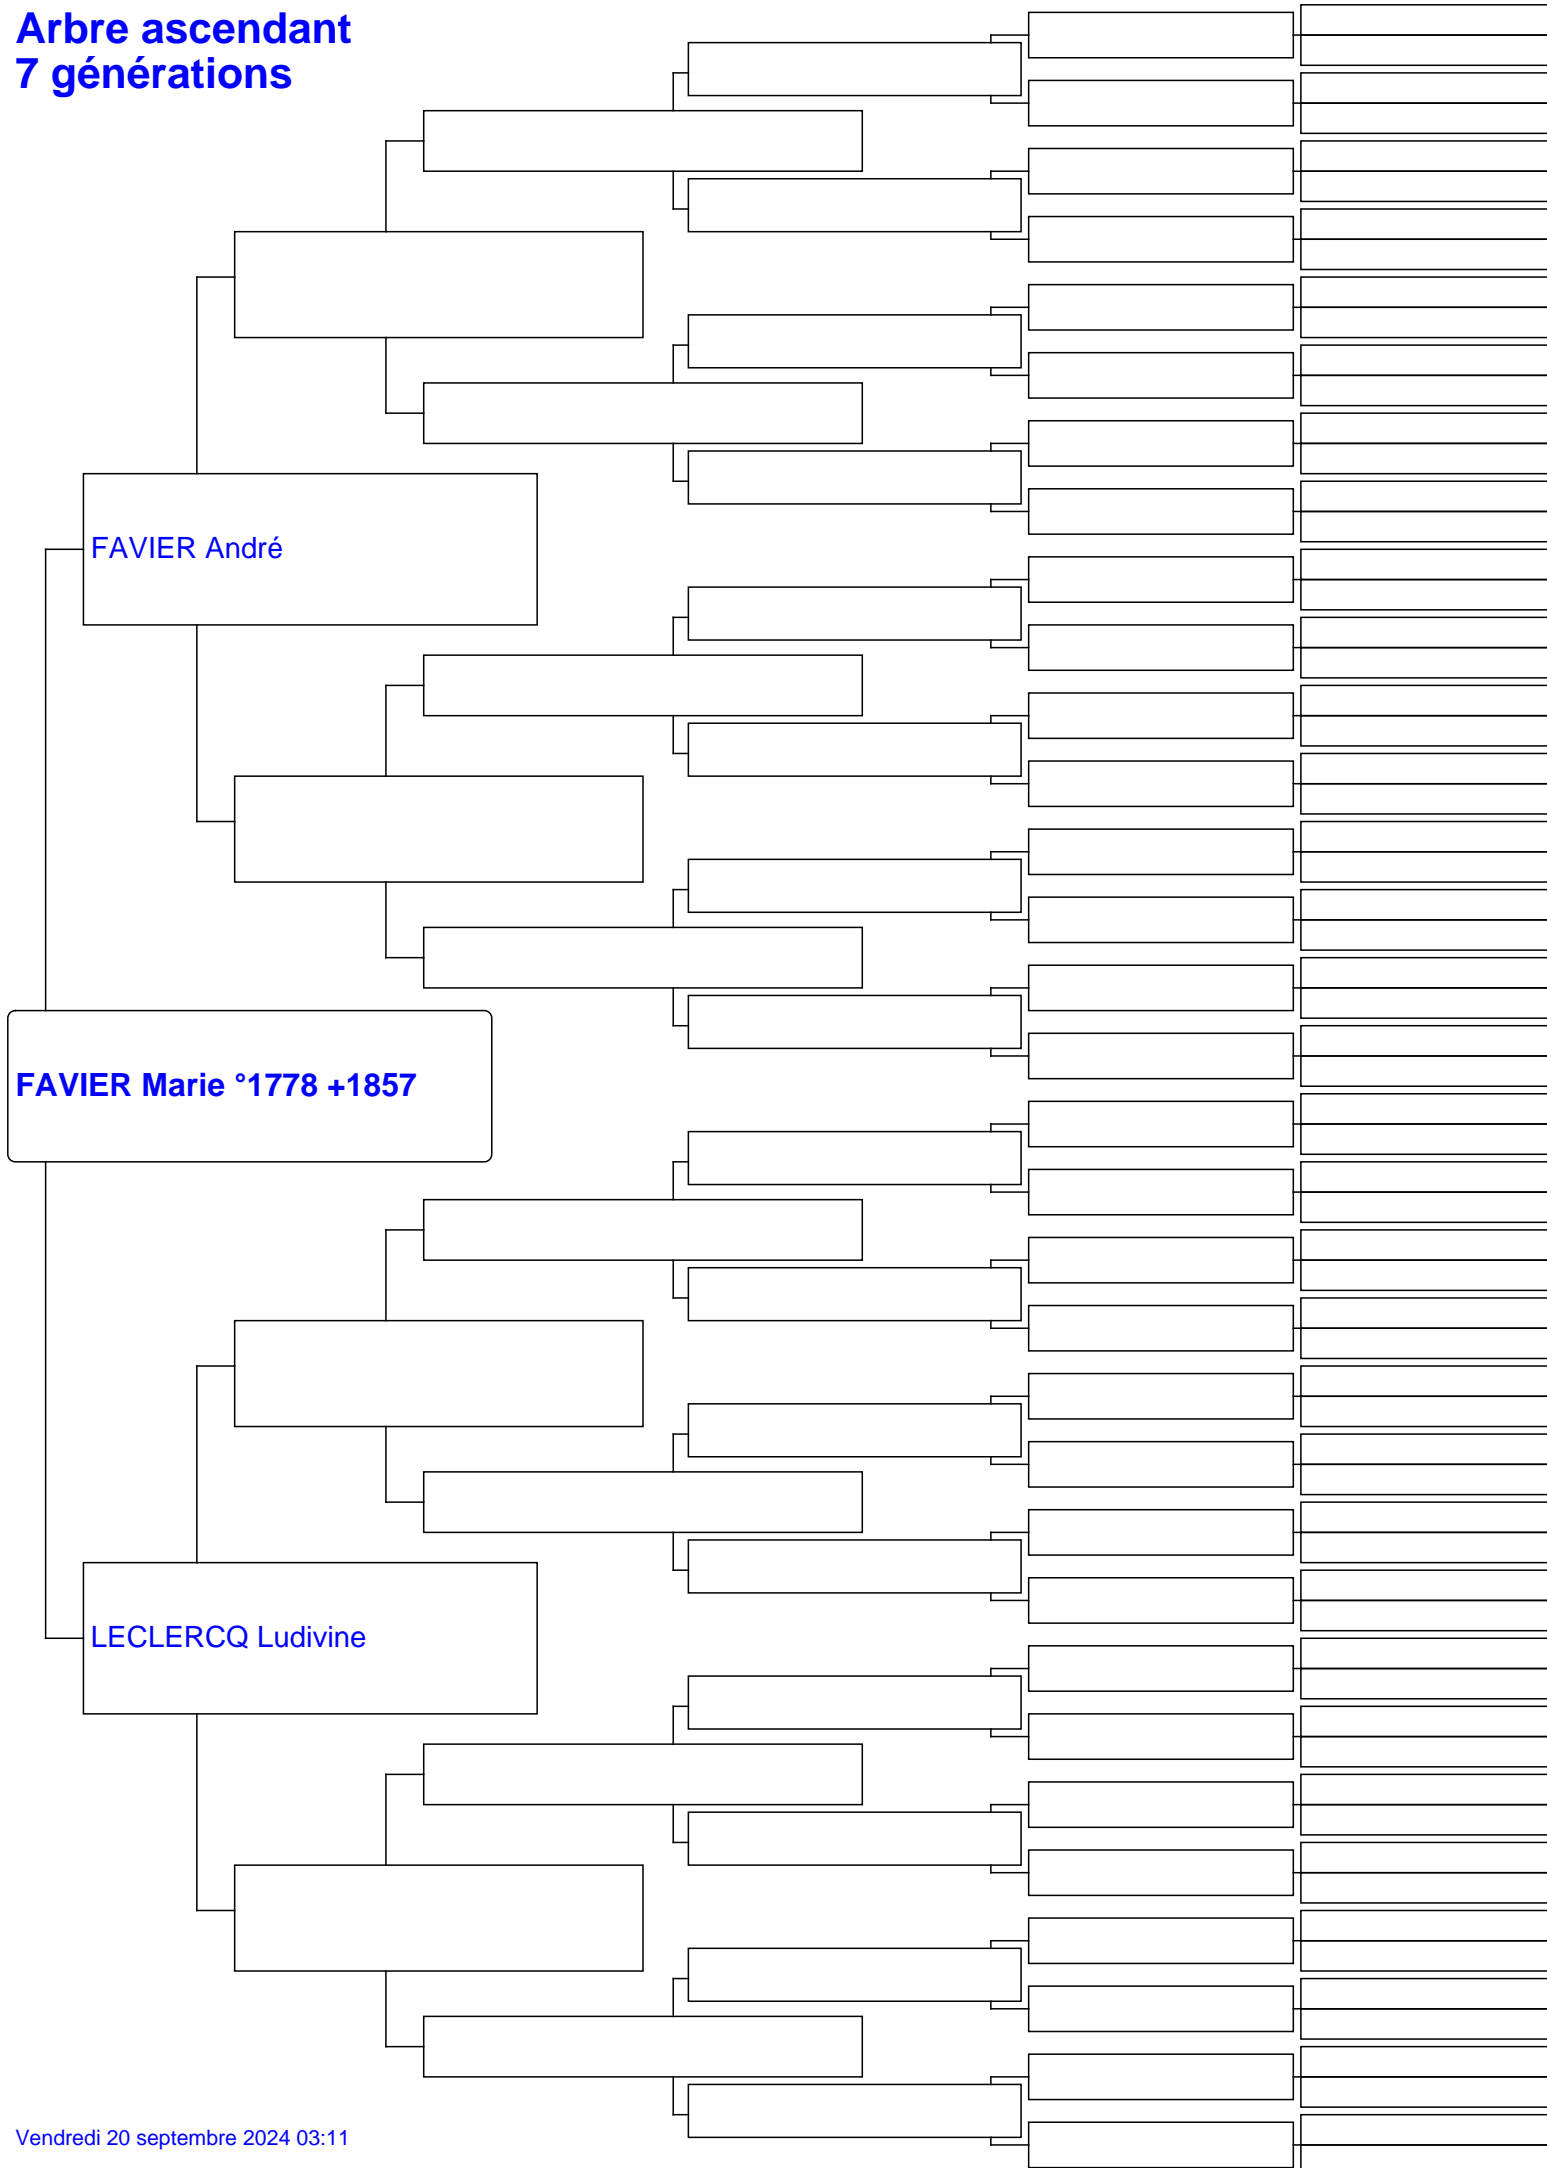 Arbre ascendant
7 générations
FAVIER André
FAVIER Marie °1778 +1857
LECLERCQ Ludivine
Vendredi 20 septembre 2024 03:11